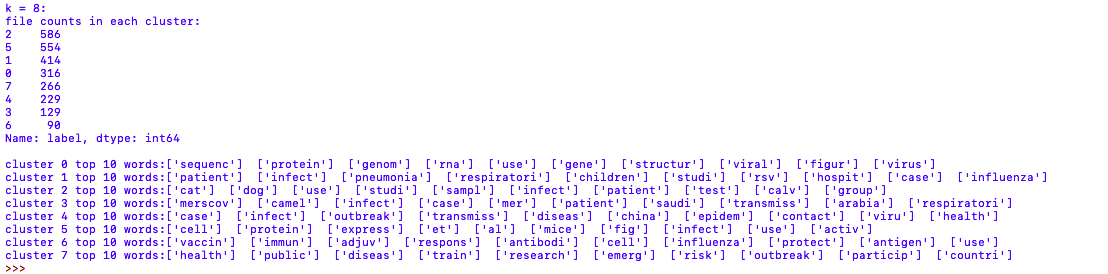 k = 8:
file counts in each cluster:
2    586
5    554
1    414
0    316
7    266
4    229
3    129
6     90
Name: label, dtype: int64

cluster 0 top 10 words:['sequenc']  ['protein']  ['genom']  ['rna']  ['use']  ['gene']  ['structur']  ['viral']  ['figur']  ['virus']
cluster 1 top 10 words:['patient']  ['infect']  ['pneumonia']  ['respiratori']  ['children']  ['studi']  ['rsv']  ['hospit']  ['case']  ['influenza']
cluster 2 top 10 words:['cat']  ['dog']  ['use']  ['studi']  ['sampl']  ['infect']  ['patient']  ['test']  ['calv']  ['group']
cluster 3 top 10 words:['merscov']  ['camel']  ['infect']  ['case']  ['mer']  ['patient']  ['saudi']  ['transmiss']  ['arabia']  ['respiratori']
cluster 4 top 10 words:['case']  ['infect']  ['outbreak']  ['transmiss']  ['diseas']  ['china']  ['epidem']  ['contact']  ['viru']  ['health']
cluster 5 top 10 words:['cell']  ['protein']  ['express']  ['et']  ['al']  ['mice']  ['fig']  ['infect']  ['use']  ['activ']
cluster 6 top 10 words:['vaccin']  ['immun']  ['adjuv']  ['respons']  ['antibodi']  ['cell']  ['influenza']  ['protect']  ['antigen']  ['use']
cluster 7 top 10 words:['health']  ['public']  ['diseas']  ['train']  ['research']  ['emerg']  ['risk']  ['outbreak']  ['particip']  ['countri']
>>>